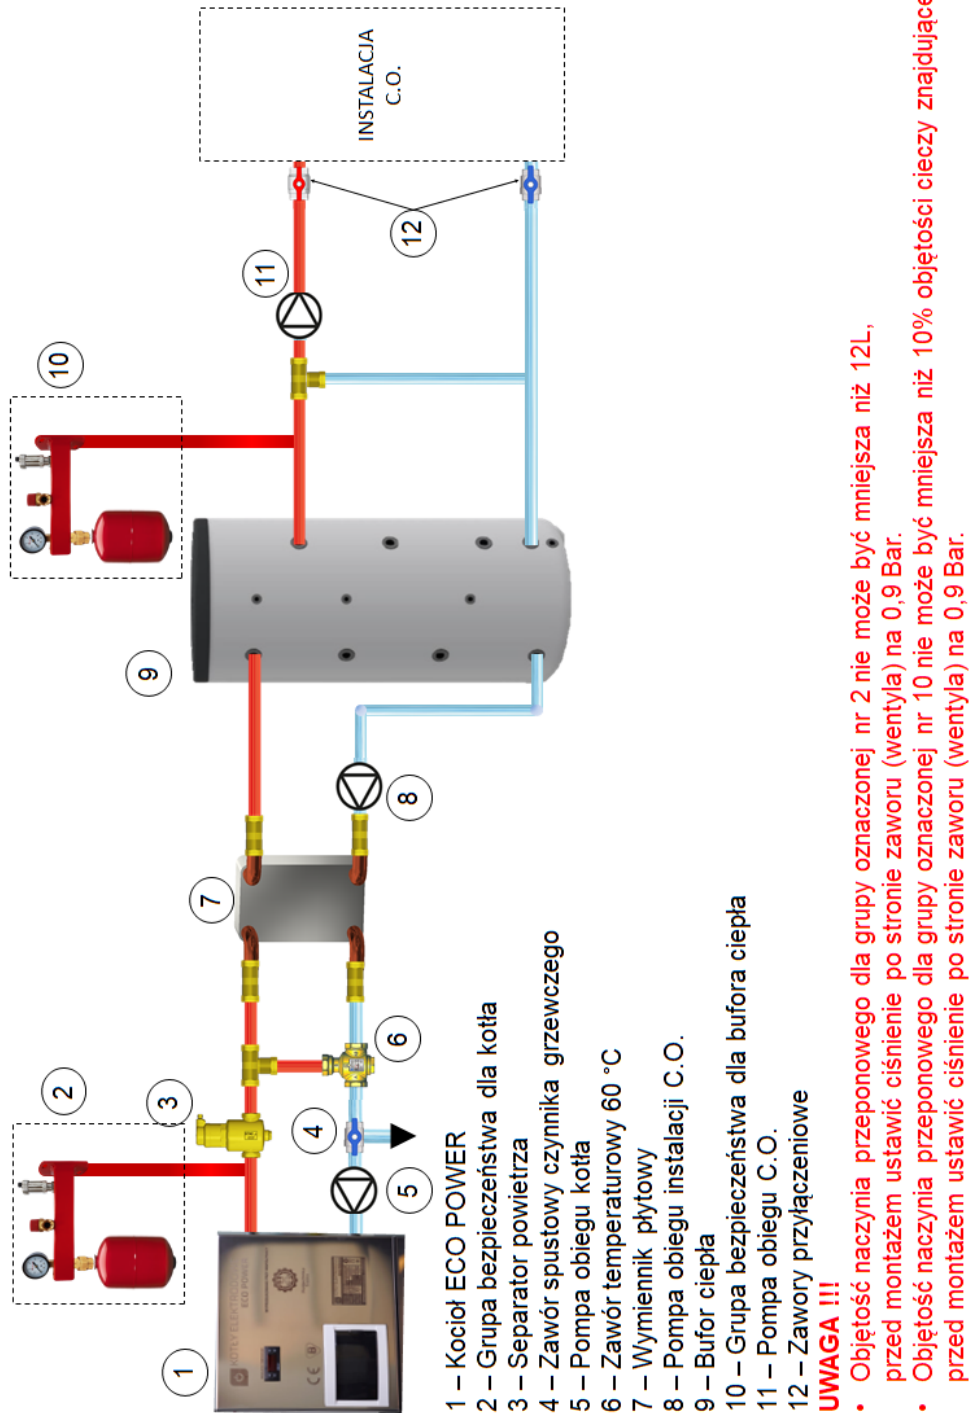 INSTALACJA
C.O.
1
2
3
4
5
6
7
8
9
10
11
12
KOTŁY ELEKTRO
ECO POWER
CE
1 – Kocioł ECO POWER
2 – Grupa bezpieczeństwa dla kotła
3 – Separator powietrza
4 – Zawór spustowy czynnika grzewczego
5 – Pompa obiegu kotła
6 – Zawór temperaturowy 60 °C
7 – Wymiennik płytowy
8 – Pompa obiegu instalacji C.O.
9 – Bufor ciepła
10 – Grupa bezpieczeństwa dla bufora ciepła
11 – Pompa obiegu C.O.
12 – Zawory przyłączeniowe
UWAGA !!!
• Objętość naczynia przeponowego dla grupy oznaczonej nr 2 nie może być mniejsza niż 12L,
przed montażem ustawić ciśnienie po stronie zaworu (wentyla) na 0,9 Bar.
• Objętość naczynia przeponowego dla grupy oznaczonej nr 10 nie może być mniejsza niż 10% objętości cieczy znajdujące
przed montażem ustawić ciśnienie po stronie zaworu (wentyla) na 0,9 Bar.